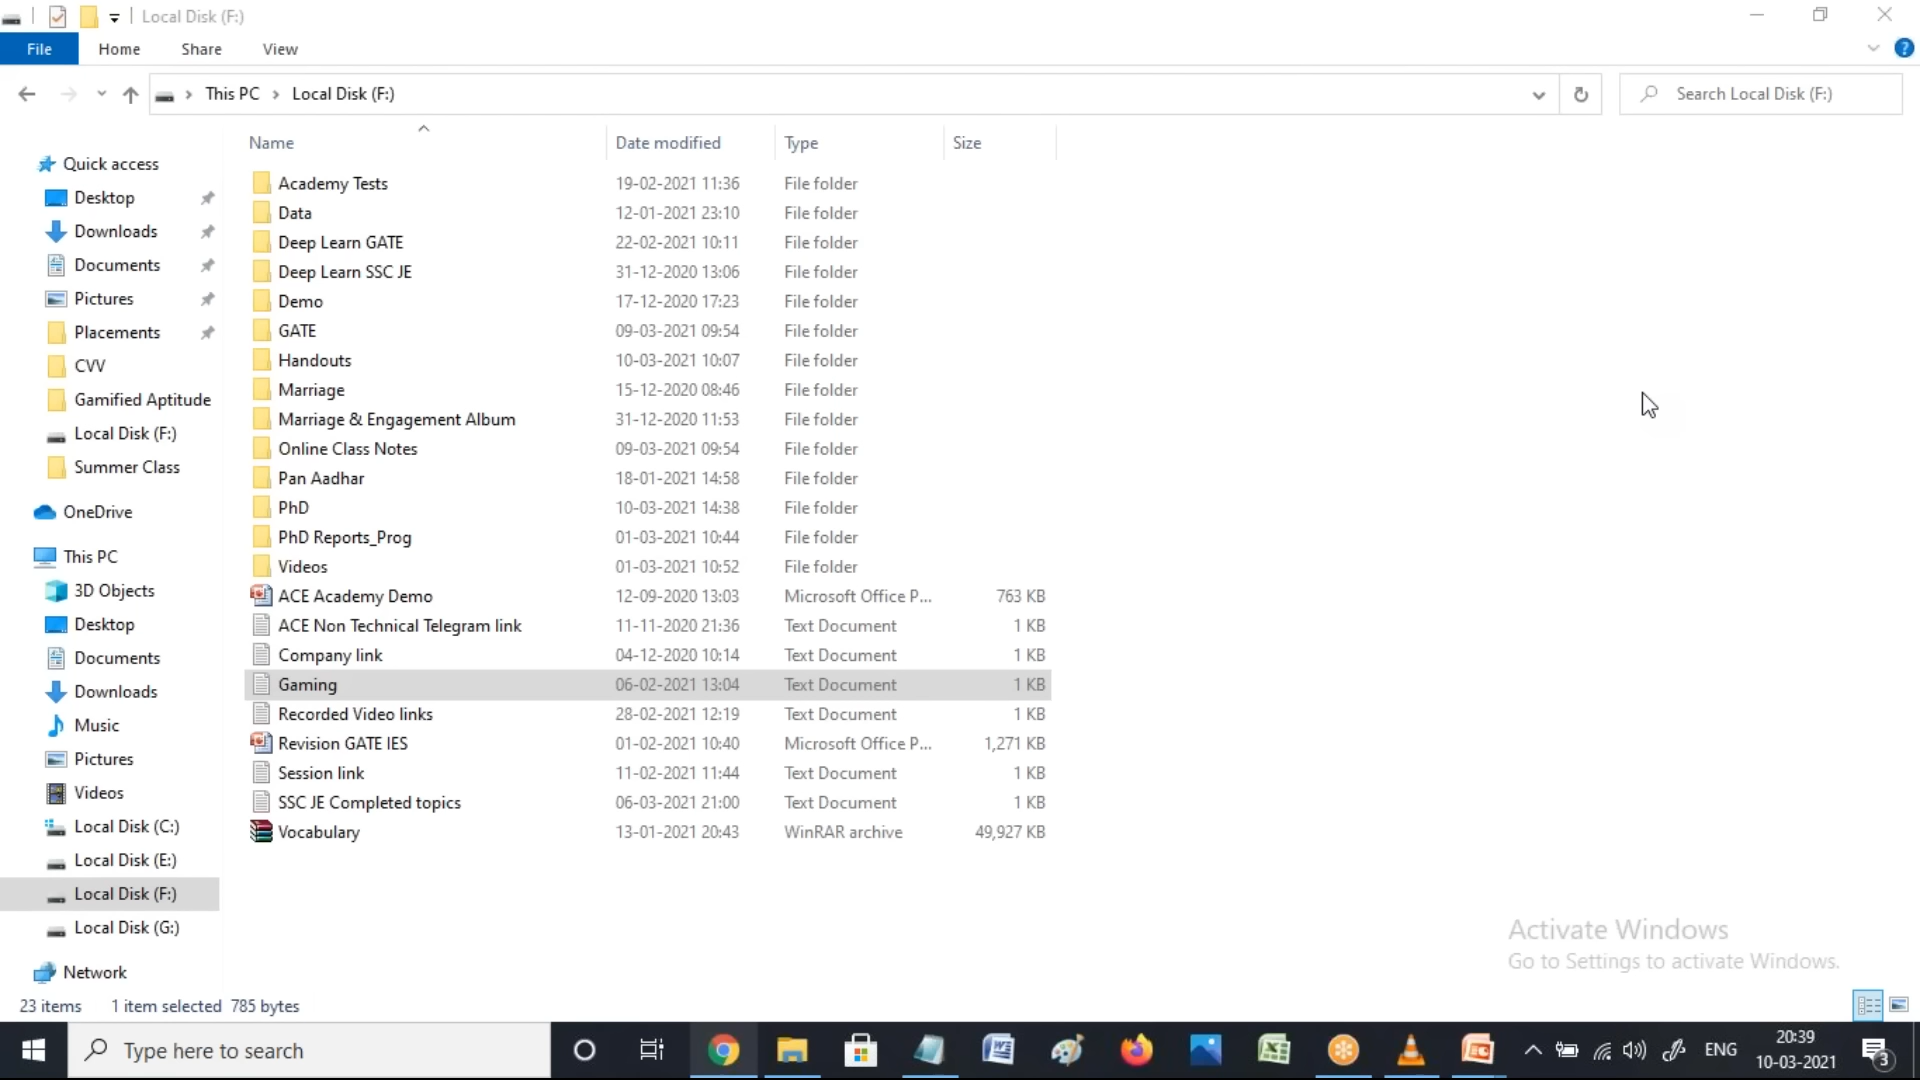 Local Disk (F:)
File Home Share View
This PC Local Disk (F:) Search Local Disk (F:)
Name Date modified Type Size
Quick access
Desktop
Downloads
Documents
Pictures
Placements
CVV
Gamified Aptitude
Local Disk (F:)
Summer Class
OneDrive
This PC
3D Objects
Desktop
Documents
Downloads
Music
Pictures
Videos
Local Disk (C:)
Local Disk (E:)
Local Disk (F:)
Local Disk (G:)
Network
Academy Tests 19-02-2021 11:36 File folder
Data 12-01-2021 23:10 File folder
Deep Learn GATE 22-02-2021 10:11 File folder
Deep Learn SSC JE 31-12-2020 13:06 File folder
Demo 17-12-2020 17:23 File folder
GATE 09-03-2021 09:54 File folder
Handouts 10-03-2021 10:07 File folder
Marriage 15-12-2020 08:46 File folder
Marriage & Engagement Album 31-12-2020 11:53 File folder
Online Class Notes 09-03-2021 09:54 File folder
Pan Aadhar 18-01-2021 14:58 File folder
PhD 10-03-2021 14:38 File folder
PhD Reports_Prog 01-03-2021 10:44 File folder
Videos 01-03-2021 10:52 File folder
ACE Academy Demo 12-09-2020 13:03 Microsoft Office P... 763 KB
ACE Non Technical Telegram link 11-11-2020 21:36 Text Document 1 KB
Company link 04-12-2020 10:14 Text Document 1 KB
Gaming 06-02-2021 13:04 Text Document 1 KB
Recorded Video links 28-02-2021 12:19 Text Document 1 KB
Revision GATE IES 01-02-2021 10:40 Microsoft Office P... 1,271 KB
Session link 11-02-2021 11:44 Text Document 1 KB
SSC JE Completed topics 06-03-2021 21:00 Text Document 1 KB
Vocabulary 13-01-2021 20:43 WinRAR archive 49,927 KB
Activate Windows
Go to Settings to activate Windows.
23 items 1 item selected 785 bytes
Type here to search
ENG
20:39
10-03-2021
3